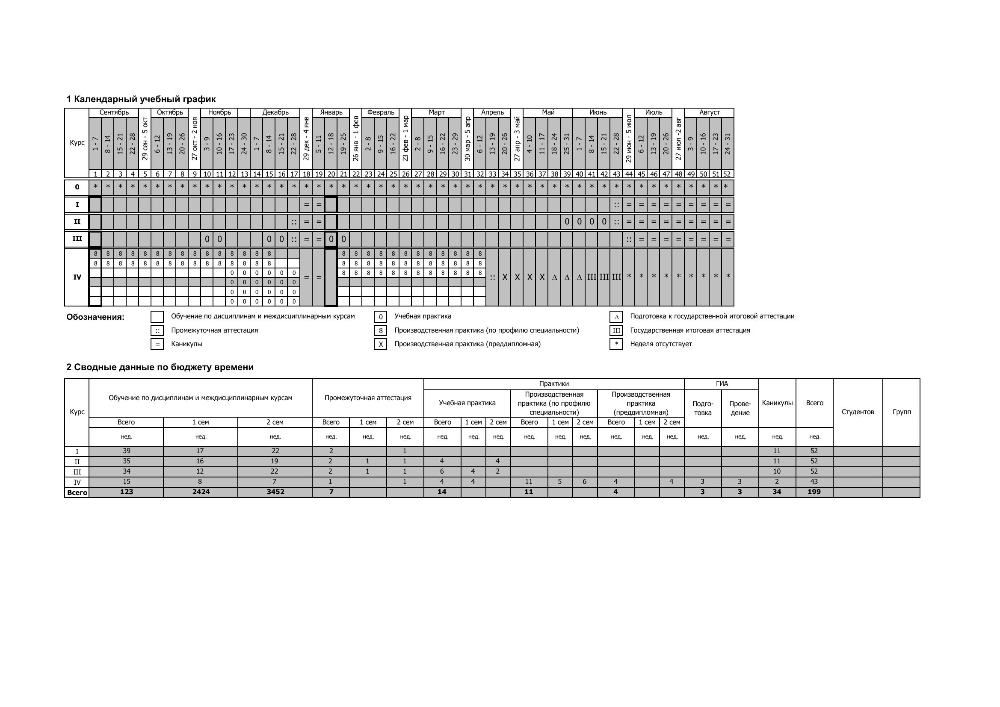 1 Календарный учебный график
Курс Сентябрь 29 сен - 5 окт Октябрь 27 окт - 2 ноя Ноябрь Декабрь 29 дек - 4 янв Январь 26 янв - 1 фев Февраль 23 фев - 1 мар Март 30 мар - 5 апр Апрель 27 апр - 3 май Май Июнь 29 июн - 5 июл Июль 27 июл -2 авг Август
1 - 7 8 - 14 15 - 21 22 - 28 6 - 12 13 - 19 20 - 26 3 - 9 10 - 16 17 - 23 24 - 30 1 - 7 8 - 14 15 - 21 22 - 28 5 - 11 12 - 18 19 - 25 2 - 8 9 - 15 16 - 22 2 - 8 9 - 15 16 - 22 23 - 29 6 - 12 13 - 19 20 - 26 4 - 10 11 - 17 18 - 24 25 - 31 1 - 7 8 - 14 15 - 21 22 - 28 6 - 12 13 - 19 20 - 26 3 - 9 10 - 16 17 - 23 24 - 31
1 2 3 4 5 6 7 8 9 10 11 12 13 14 15 16 17 18 19 20 21 22 23 24 25 26 27 28 29 30 31 32 33 34 35 36 37 38 39 40 41 42 43 44 45 46 47 48 49 50 51 52
0 * * * * * * * * * * * * * * * * * * * * * * * * * * * * * * * * * * * * * * * * * * * * * * * * * * * *
I = = :: = = = = = = = = =
II :: = = 0 0 0 0 :: = = = = = = = = =
III 0 0 0 0 :: = = 0 0 :: = = = = = = = =
8 8 8 8 8 8 8 8 8 8 8 8 8 8 8 8 8 8 8 8 8 8 8 8 8 8 8
8 8 8 8 8 8 8 8 8 8 8 8 8 8 8 8 8 8 8 8 8 8 8 8 8 8 8
0 0 0 0 0 0 8 8 8 8 8 8 8 8 8 8 8 8
IV = = :: X X X X Δ Δ Δ III III III * * * * * * * * *
0 0 0 0 0 0
0 0 0 0 0 0
0 0 0 0 0 0
Обозначения: Обучение по дисциплинам и междисциплинарным курсам 0 Учебная практика Δ Подготовка к государственной итоговой аттестации
:: Промежуточная аттестация 8 Производственная практика (по профилю специальности) III Государственная итоговая аттестация
= Каникулы X Производственная практика (преддипломная) * Неделя отсутствует
2 Сводные данные по бюджету времени
Курс Обучение по дисциплинам и междисциплинарным курсам Промежуточная аттестация Практики ГИА Каникулы Всего Студентов Групп
Учебная практика Производственная практика (по профилю специальности) Производственная практика (преддипломная) Подго-товка Прове-дение
Всего 1 сем 2 сем Всего 1 сем 2 сем Всего 1 сем 2 сем Всего 1 сем 2 сем Всего 1 сем 2 сем
нед. нед. нед. нед. нед. нед. нед. нед. нед. нед. нед. нед. нед. нед. нед. нед. нед. нед. нед.
I 39 17 22 2 1 11 52
II 35 16 19 2 1 1 4 4 11 52
III 34 12 22 2 1 1 6 4 2 10 52
IV 15 8 7 1 1 4 4 11 5 6 4 4 3 3 2 43
Всего 123 2424 3452 7 14 11 4 3 3 34 199